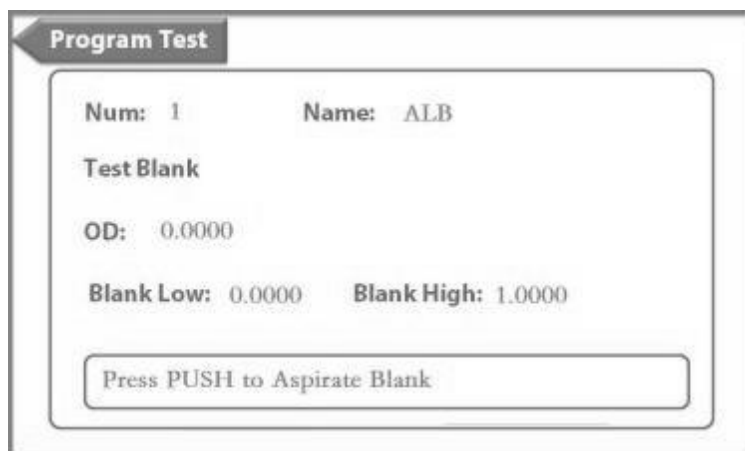 Program Test
Num: 1 Name: ALB
Test Blank
OD: 0.0000
Blank Low: 0.0000 Blank High: 1.0000
Press PUSH to Aspirate Blank